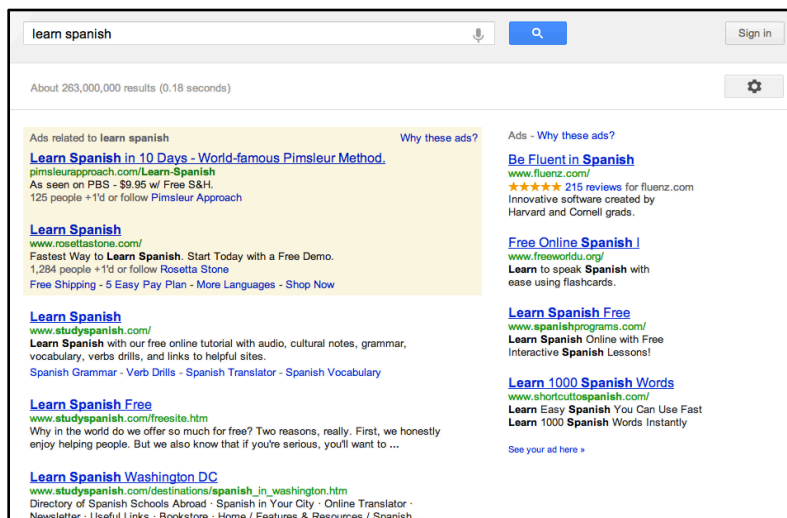 learn spanish
Sign in
About 263,000,000 results (0.18 seconds)
Ads related to learn spanish
Why these ads?
Learn Spanish in 10 Days - World-famous Pimsleur Method.
pimsleurapproach.com/Learn-Spanish
As seen on PBS - $9.95 w/ Free S&H.
125 people +1'd or follow Pimsleur Approach
Learn Spanish
www.rosettastone.com/
Fastest Way to Learn Spanish. Start Today with a Free Demo.
1,284 people +1'd or follow Rosetta Stone
Free Shipping - 5 Easy Pay Plan - More Languages - Shop Now
Learn Spanish
www.studyspanish.com/
Learn Spanish with our free online tutorial with audio, cultural notes, grammar,
vocabulary, verbs drills, and links to helpful sites.
Spanish Grammar - Verb Drills - Spanish Translator - Spanish Vocabulary
Learn Spanish Free
www.studyspanish.com/freesite.htm
Why in the world do we offer so much for free? Two reasons, really. First, we honestly
enjoy helping people. But we also know that if you're serious, you'll want to ...
Learn Spanish Washington DC
www.studyspanish.com/destinations/spanish_in_washington.htm
Directory of Spanish Schools Abroad · Spanish in Your City · Online Translator ·
Newsletter · Useful Links · Bookstore · Home / Features & Resources / Spanish
Ads - Why these ads?
Be Fluent in Spanish
www.fluenz.com/
★★★★★ 215 reviews for fluenz.com
Innovative software created by
Harvard and Cornell grads.
Free Online Spanish I
www.freeworldu.org/
Learn to speak Spanish with
ease using flashcards.
Learn Spanish Free
www.spanishprograms.com/
Learn Spanish Online with Free
Interactive Spanish Lessons!
Learn 1000 Spanish Words
www.shortcuttospanish.com/
Learn Easy Spanish You Can Use Fast
Learn 1000 Spanish Words Instantly
See your ad here »